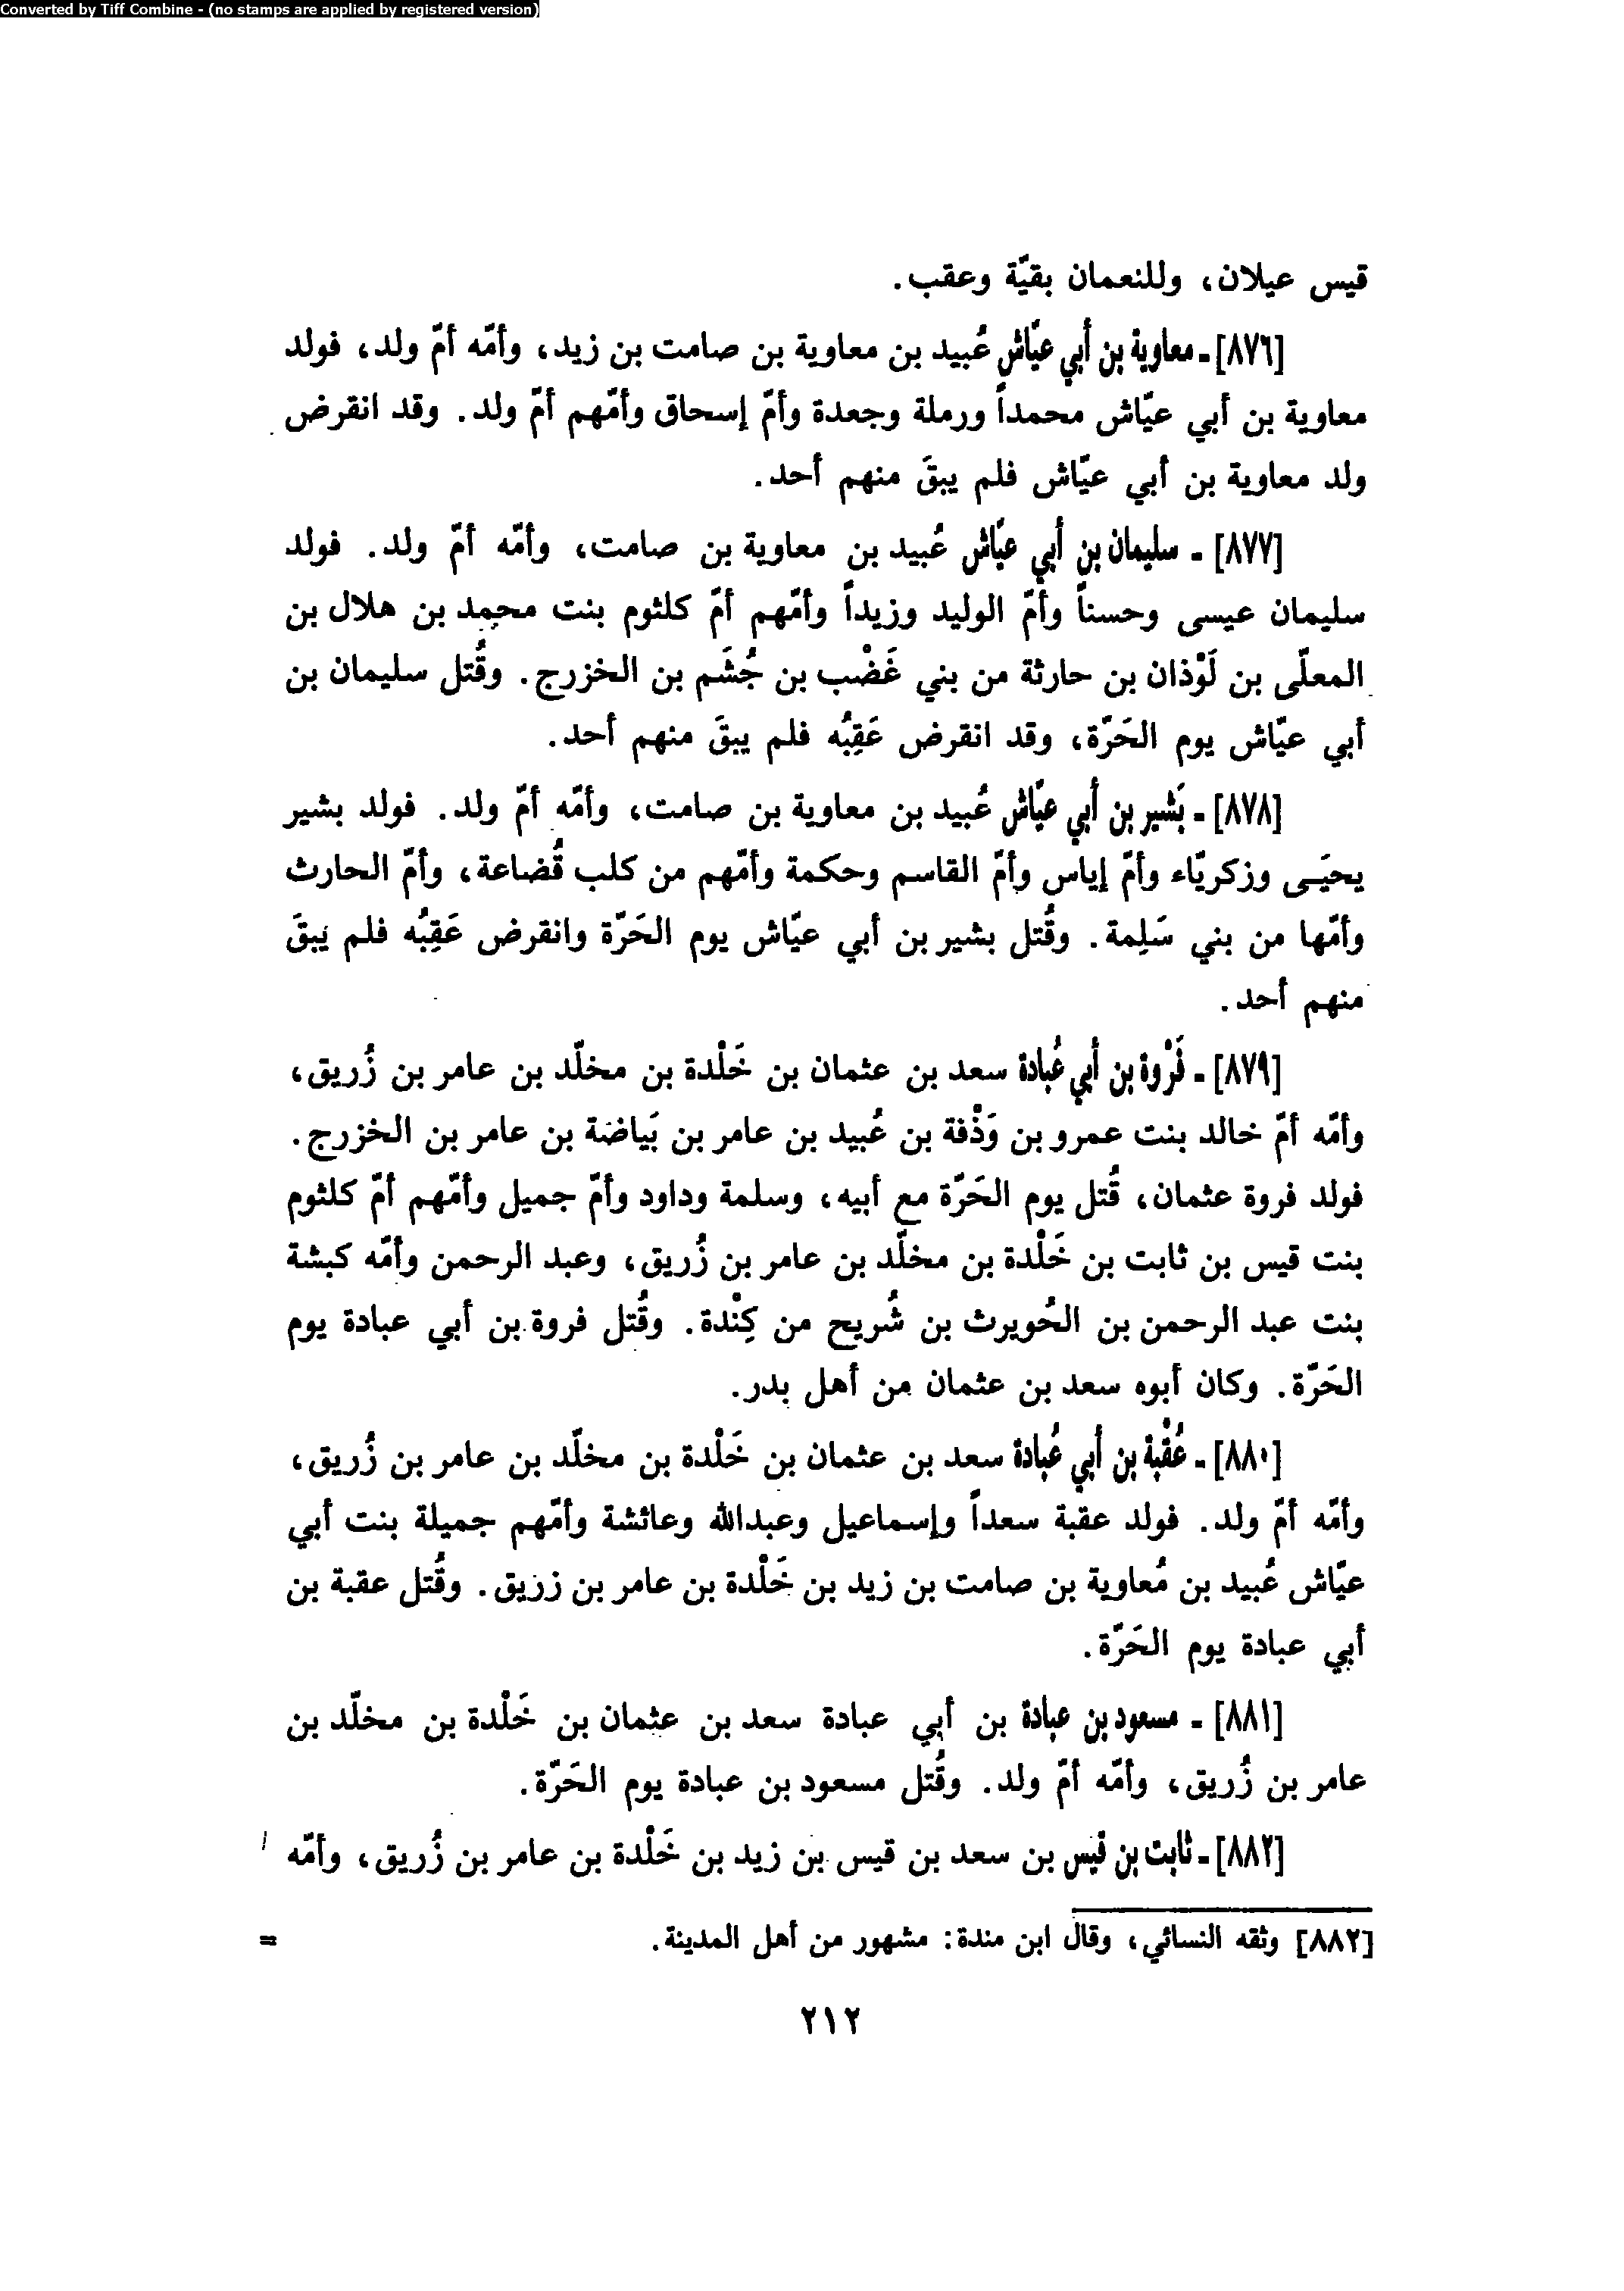 Converted by Tiff Combine - (no stamps are applied by registered version)
قيس عيلان، وللنعمان بقيّة وعقب.
[٨٧٦] ـ معاوية بن أبي عيّاش عُبيد بن معاوية بن صامت بن زيد، وأمّه أمّ ولد، فولد
معاوية بن أبي عيّاش محمداً ورملة وجعدة وأمّ إسحاق وأمّهم أمّ ولد. وقد انقرض
ولد معاوية بن أبي عيّاش فلم يبقَ منهم أحد.
[٨٧٧] ـ سليمان بن أبي عيّاش عُبيد بن معاوية بن صامت، وأمّه أمّ ولد. فولد
سليمان عيسى وحسناً وأمّ الوليد وزيداً وأمّهم أمّ كلثوم بنت محمد بن هلال بن
المعلّى بن لَوْذان بن حارثة من بني غَضْب بن جُشَم بن الخزرج. وقُتل سليمان بن
أبي عيّاش يوم الحَرّة، وقد انقرض عَقِبُه فلم يبقَ منهم أحد.
[٨٧٨] ـ بَشير بن أبي عيّاش عُبيد بن معاوية بن صامت، وأمّه أمّ ولد. فولد بشير
يحيَـى وزكريّاء وأمّ إياس وأمّ القاسم وحكمة وأمّهم من كلب قُضاعة، وأمّ الحارث
وأمّها من بني سَلِمة. وقُتل بشير بن أبي عيّاش يوم الحَرّة وانقرض عَقِبُه فلم يبقَ
منهم أحد.
[٨٧٩] ـ فَرْوة بن أبي عُبادة سعد بن عثمان بن خَلْدة بن مخلّد بن عامر بن زُريق،
وأمّه أمّ خالد بنت عمرو بن وَذْفة بن عُبيد بن عامر بن بَياضة بن عامر بن الخزرج.
فولد فروة عثمان، قُتل يوم الحَرّة مع أبيه، وسلمة وداود وأمّ جميل وأمّهم أمّ كلثوم
بنت قيس بن ثابت بن خَلْدة بن مخلّد بن عامر بن زُريق، وعبد الرحمن وأمّه كبشة
بنت عبد الرحمن بن الحُويرث بن شُريح من كِنْدة. وقُتل فروة بن أبي عبادة يوم
الحَرّة. وكان أبوه سعد بن عثمان من أهل بدر.
[٨٨٠] ـ عُقْبة بن أبي عُبادة سعد بن عثمان بن خَلْدة بن مخلّد بن عامر بن زُريق،
وأمّه أمّ ولد. فولد عقبة سعداً وإسماعيل وعبدالله وعائشة وأمّهم جميلة بنت أبي
عيّاش عُبيد بن مُعاوية بن صامت بن زيد بن خَلْدة بن عامر بن زريق. وقُتل عقبة بن
أبي عبادة يوم الحَرّة.
[٨٨١] ـ مسعود بن عبادة بن أبي عبادة سعد بن عثمان بن خَلْدة بن مخلّد بن
عامر بن زُريق، وأمّه أمّ ولد. وقُتل مسعود بن عبادة يوم الحَرّة.
[٨٨٢] ـ ثابت بن قيس بن سعد بن قيس بن زيد بن خَلْدة بن عامر بن زُريق، وأمّه
[٨٨٢] وثقه النسائي، وقال ابن مندة: مشهور من أهل المدينة. =
٢١٢